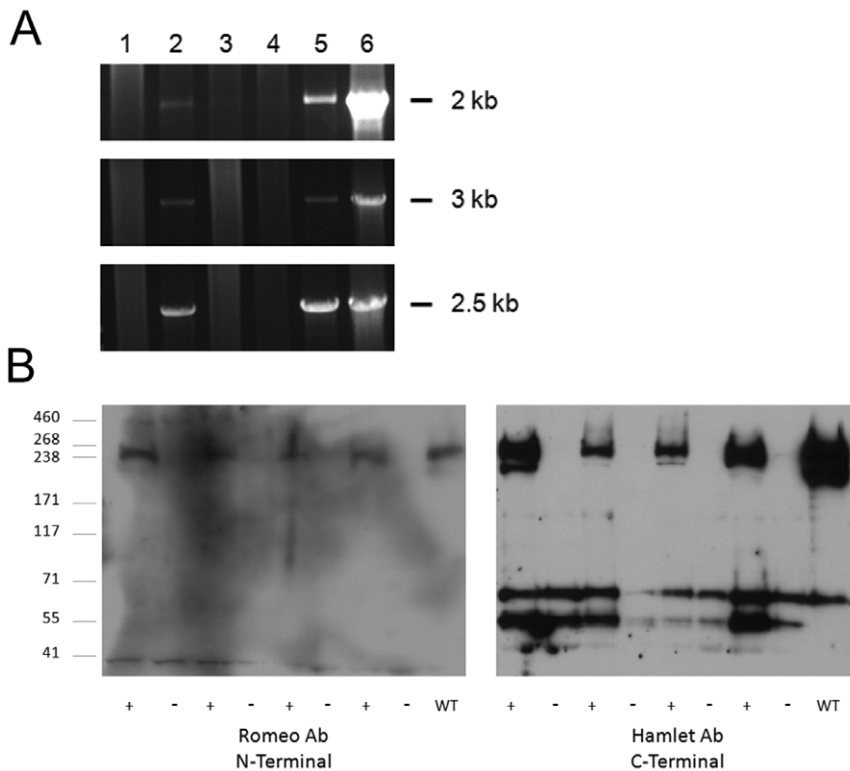 A
1 2 3 4 5 6
2 kb
3 kb
2.5 kb
B
460
268
238
171
117
71
55
41
+ - + - + - + - WT
+ - + - + - + - WT
Romeo Ab
N-Terminal
Hamlet Ab
C-Terminal